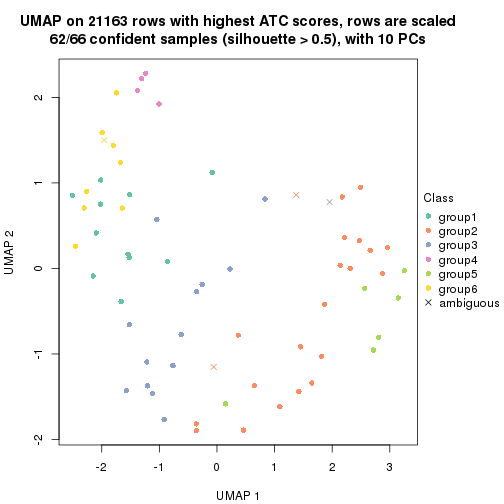 UMAP on 21163 rows with highest ATC scores, rows are scaled
62/66 confident samples (silhouette > 0.5), with 10 PCs
2
1
0
-1
-2
UMAP 2
-2
-1
0
1
2
3
UMAP 1
Class
group1
group2
group3
group4
group5
group6
ambiguous